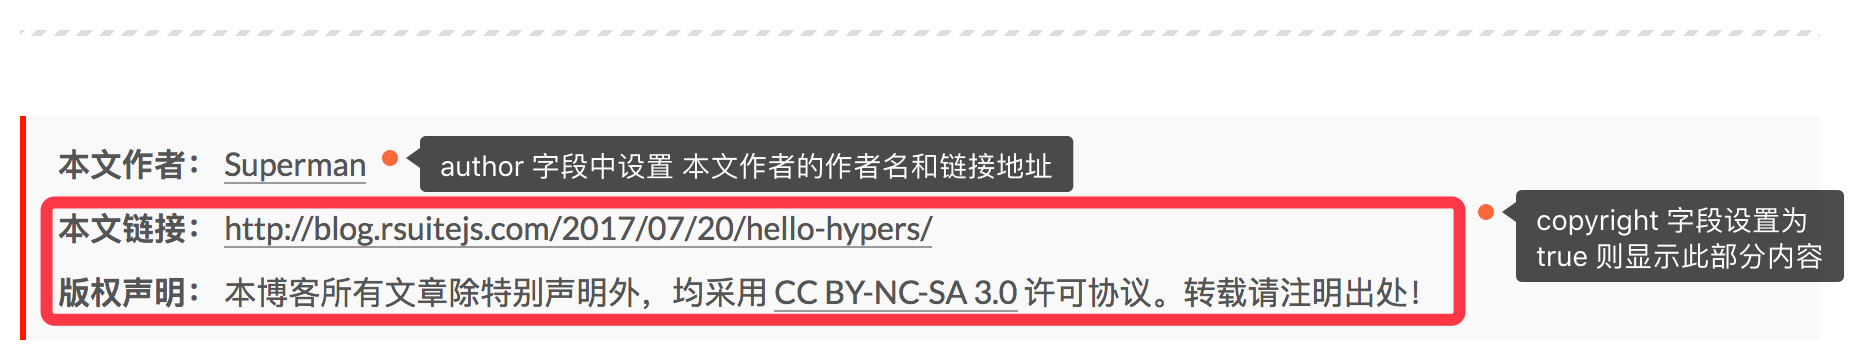 本文作者： Superman
author 字段中设置 本文作者的作者名和链接地址
本文链接： http://blog.rsuitejs.com/2017/07/20/hello-hypers/
copyright 字段设置为
true 则显示此部分内容
版权声明： 本博客所有文章除特别声明外，均采用 CC BY-NC-SA 3.0 许可协议。转载请注明出处！